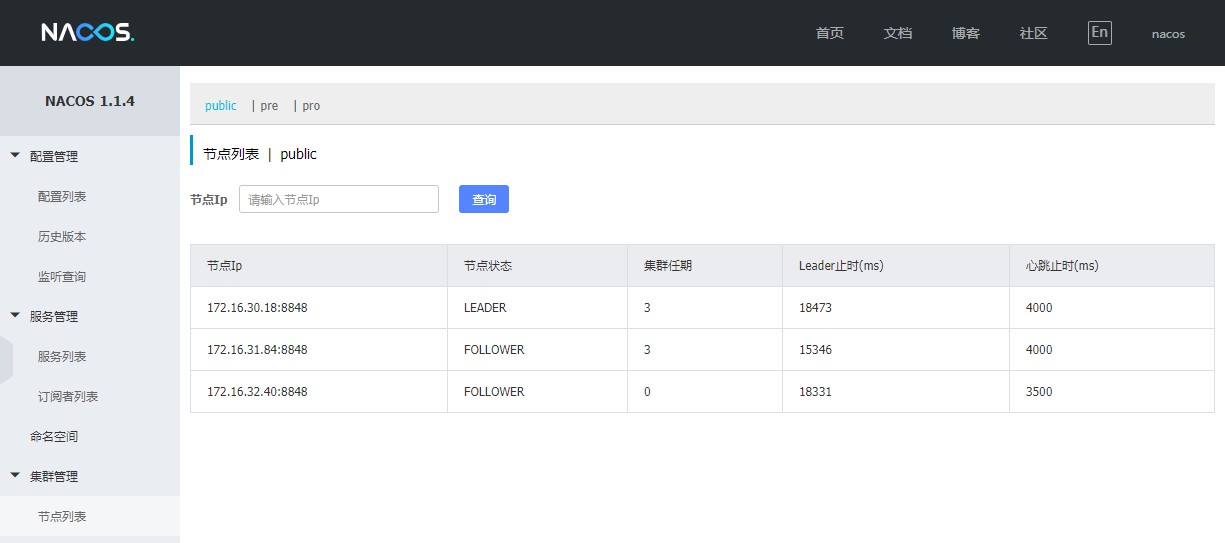 NACOS.
首页 文档 博客 社区 En nacos
NACOS 1.1.4
配置管理
配置列表
历史版本
监听查询
服务管理
服务列表
订阅者列表
命名空间
集群管理
节点列表
public | pre | pro
节点列表 | public
节点Ip 请输入节点Ip 查询
节点Ip 节点状态 集群任期 Leader止时(ms) 心跳止时(ms)
172.16.30.18:8848 LEADER 3 18473 4000
172.16.31.84:8848 FOLLOWER 3 15346 4000
172.16.32.40:8848 FOLLOWER 0 18331 3500